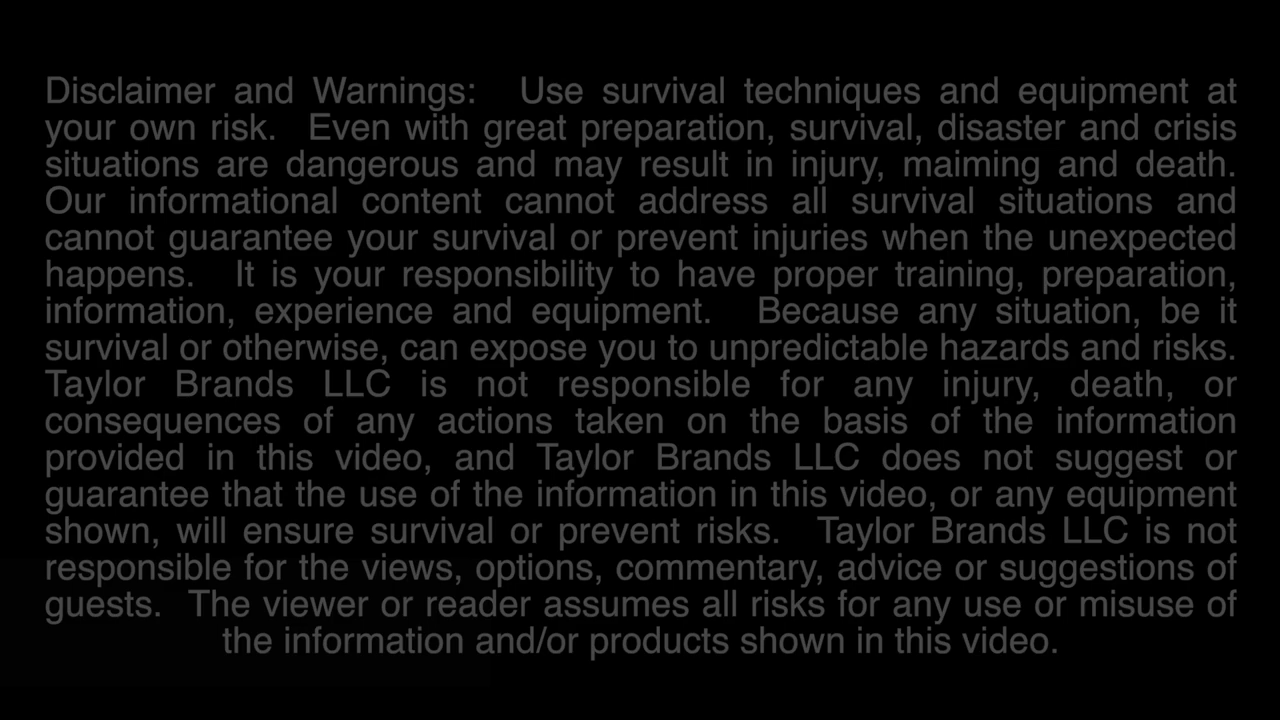 Disclaimer and Warnings: Use survival techniques and equipment at
your own risk. Even with great preparation, survival, disaster and crisis
situations are dangerous and may result in injury, maiming and death.
Our informational content cannot address all survival situations and
cannot guarantee your survival or prevent injuries when the unexpected
happens. It is your responsibility to have proper training, preparation,
information, experience and equipment. Because any situation, be it
survival or otherwise, can expose you to unpredictable hazards and risks.
Taylor Brands LLC is not responsible for any injury, death, or
consequences of any actions taken on the basis of the information
provided in this video, and Taylor Brands LLC does not suggest or
guarantee that the use of the information in this video, or any equipment
shown, will ensure survival or prevent risks. Taylor Brands LLC is not
responsible for the views, options, commentary, advice or suggestions of
guests. The viewer or reader assumes all risks for any use or misuse of
the information and/or products shown in this video.